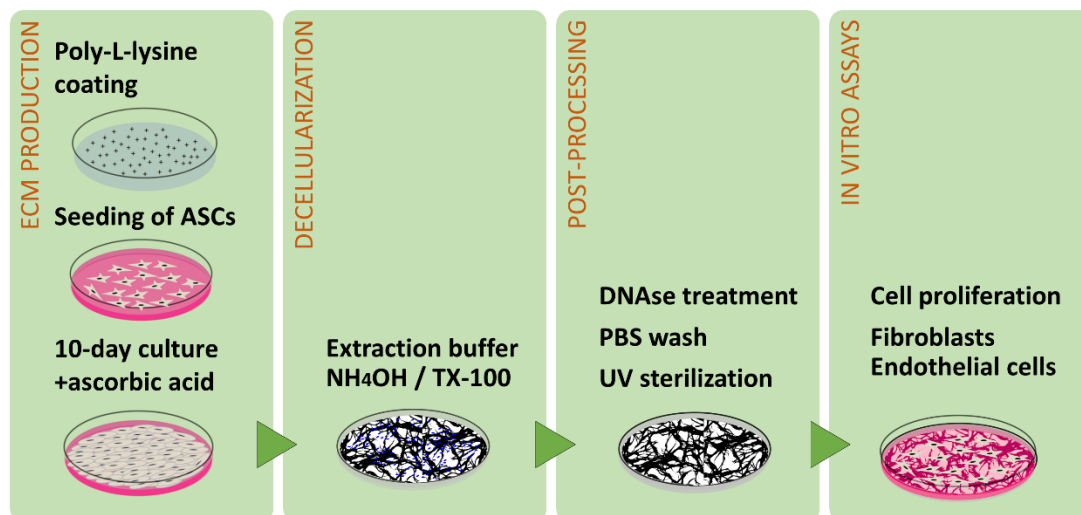 ECM PRODUCTION
Poly-L-lysine
coating
Seeding of ASCs
10-day culture
+ascorbic acid
DECELLULARIZATION
Extraction buffer
NH₄OH / TX-100
POST-PROCESSING
DNAse treatment
PBS wash
UV sterilization
IN VITRO ASSAYS
Cell proliferation
Fibroblasts
Endothelial cells